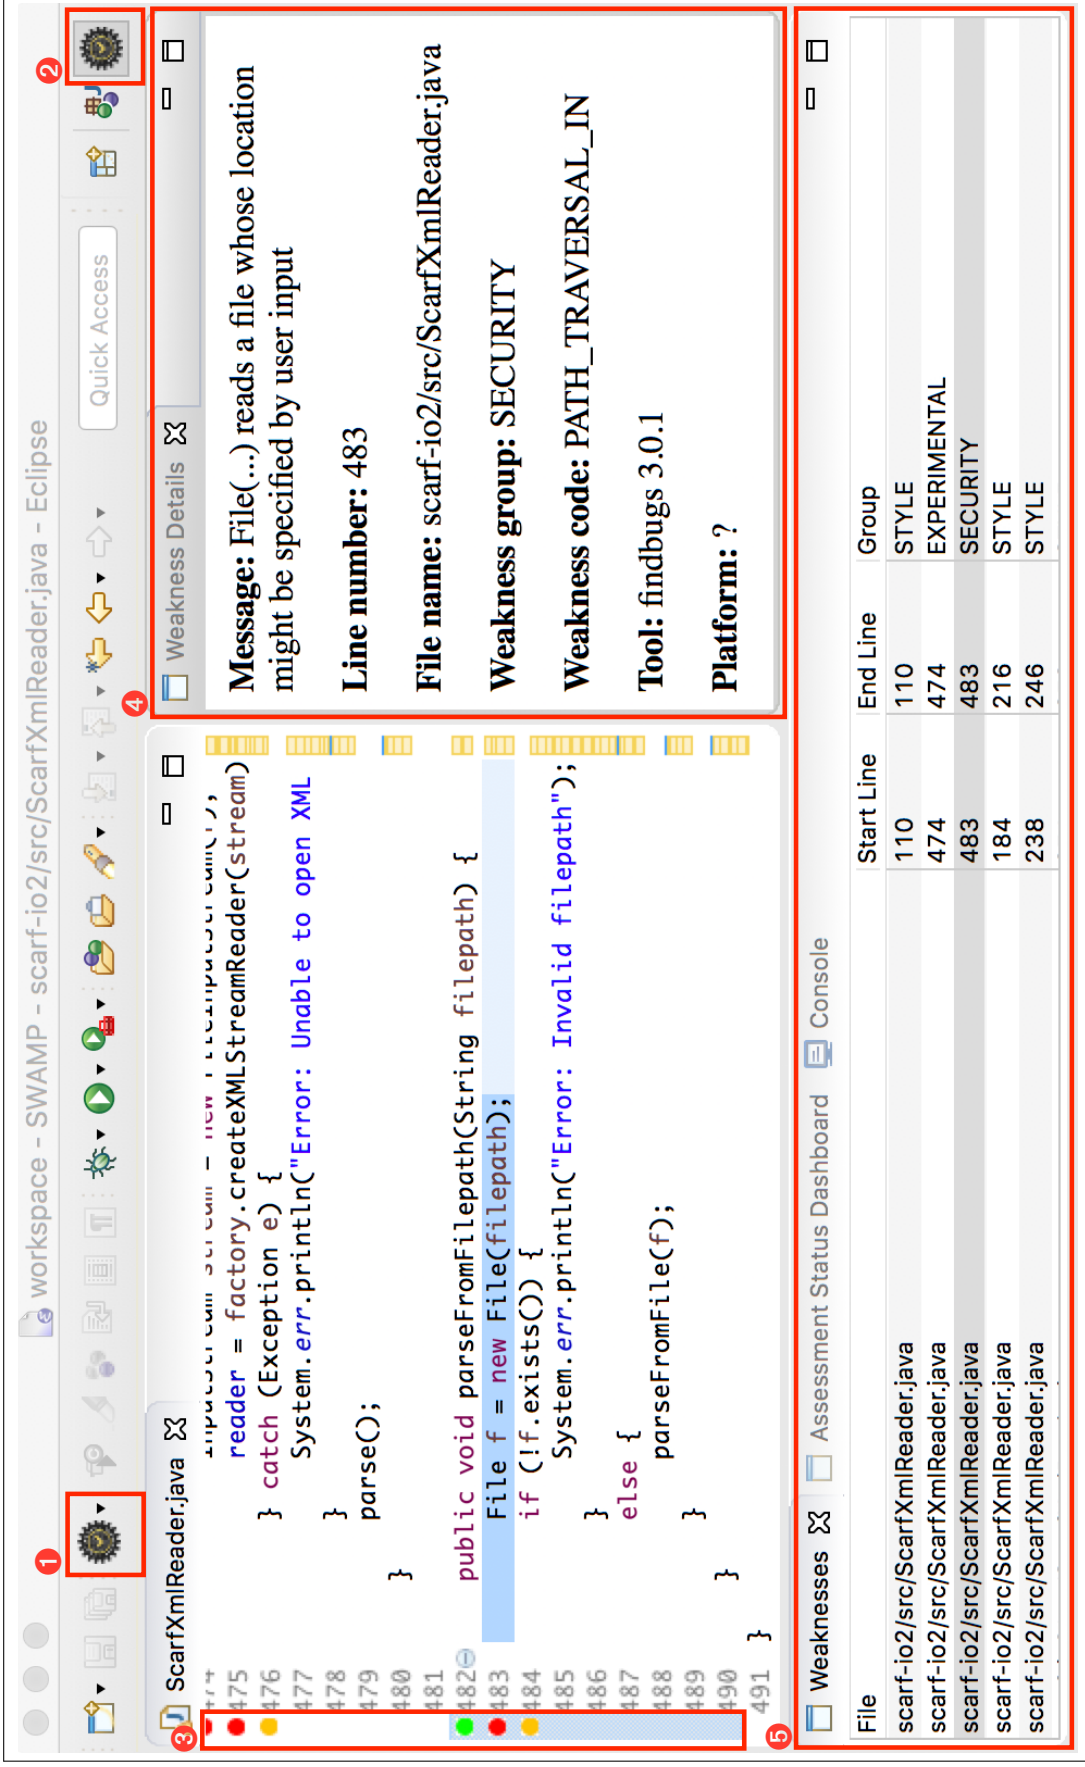 workspace - SWAMP - scarf-io2/src/ScarfXmlReader.java - Eclipse
1
2
Quick Access
3
ScarfXmlReader.java
474
475 reader = factory.createXMLStreamReader(stream)
476 } catch (Exception e) {
477 System.err.println("Error: Unable to open XML
478 }
479 parse();
480 }
481
482 public void parseFromFilepath(String filepath) {
483 File f = new File(filepath);
484 if (!f.exists()) {
485 System.err.println("Error: Invalid filepath");
486 }
487 else {
488 parseFromFile(f);
489 }
490 }
491 }
4
Weakness Details
Message: File(...) reads a file whose location
might be specified by user input
Line number: 483
File name: scarf-io2/src/ScarfXmlReader.java
Weakness group: SECURITY
Weakness code: PATH_TRAVERSAL_IN
Tool: findbugs 3.0.1
Platform: ?
5
Weaknesses Assessment Status Dashboard Console
File Start Line End Line Group
scarf-io2/src/ScarfXmlReader.java 110 110 STYLE
scarf-io2/src/ScarfXmlReader.java 474 474 EXPERIMENTAL
scarf-io2/src/ScarfXmlReader.java 483 483 SECURITY
scarf-io2/src/ScarfXmlReader.java 184 216 STYLE
scarf-io2/src/ScarfXmlReader.java 238 246 STYLE